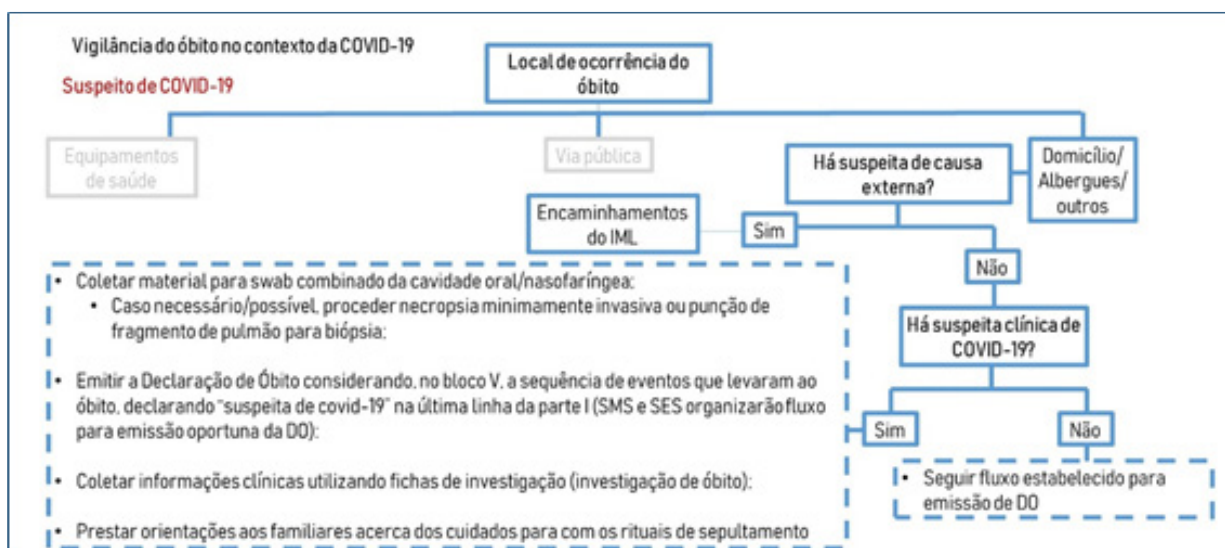 Vigilância do óbito no contexto da COVID-19
Suspeito de COVID-19
Local de ocorrência do
óbito
Equipamentos
de saúde
Via pública
Domicílio/
Albergues/
outros
Há suspeita de causa
externa?
Encaminhamentos
do IML
Sim
Não
Há suspeita clínica de
COVID-19?
Sim
Não
• Coletar material para swab combinado da cavidade oral/nasofaríngea;
• Caso necessário/possível, proceder necropsia minimamente invasiva ou punção de
fragmento de pulmão para biópsia;
• Emitir a Declaração de Óbito considerando, no bloco V, a sequência de eventos que levaram ao
óbito, declarando "suspeita de covid-19" na última linha da parte I (SMS e SES organizarão fluxo
para emissão oportuna da DO);
• Coletar informações clínicas utilizando fichas de investigação (investigação de óbito);
• Prestar orientações aos familiares acerca dos cuidados para com os rituais de sepultamento
• Seguir fluxo estabelecido para
emissão de DO